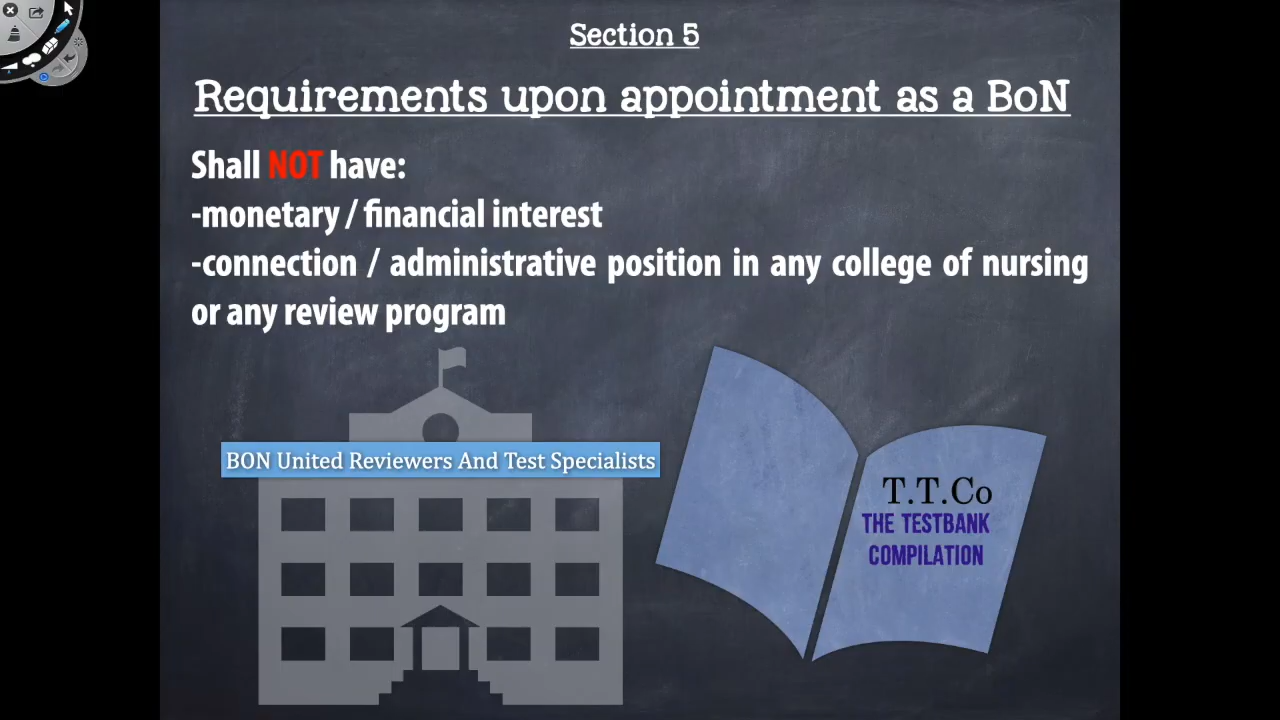 Section 5
Requirements upon appointment as a BoN
Shall NOT have:
-monetary / financial interest
-connection / administrative position in any college of nursing
or any review program
BON United Reviewers And Test Specialists
T.T.Co
THE TESTBANK
COMPILATION